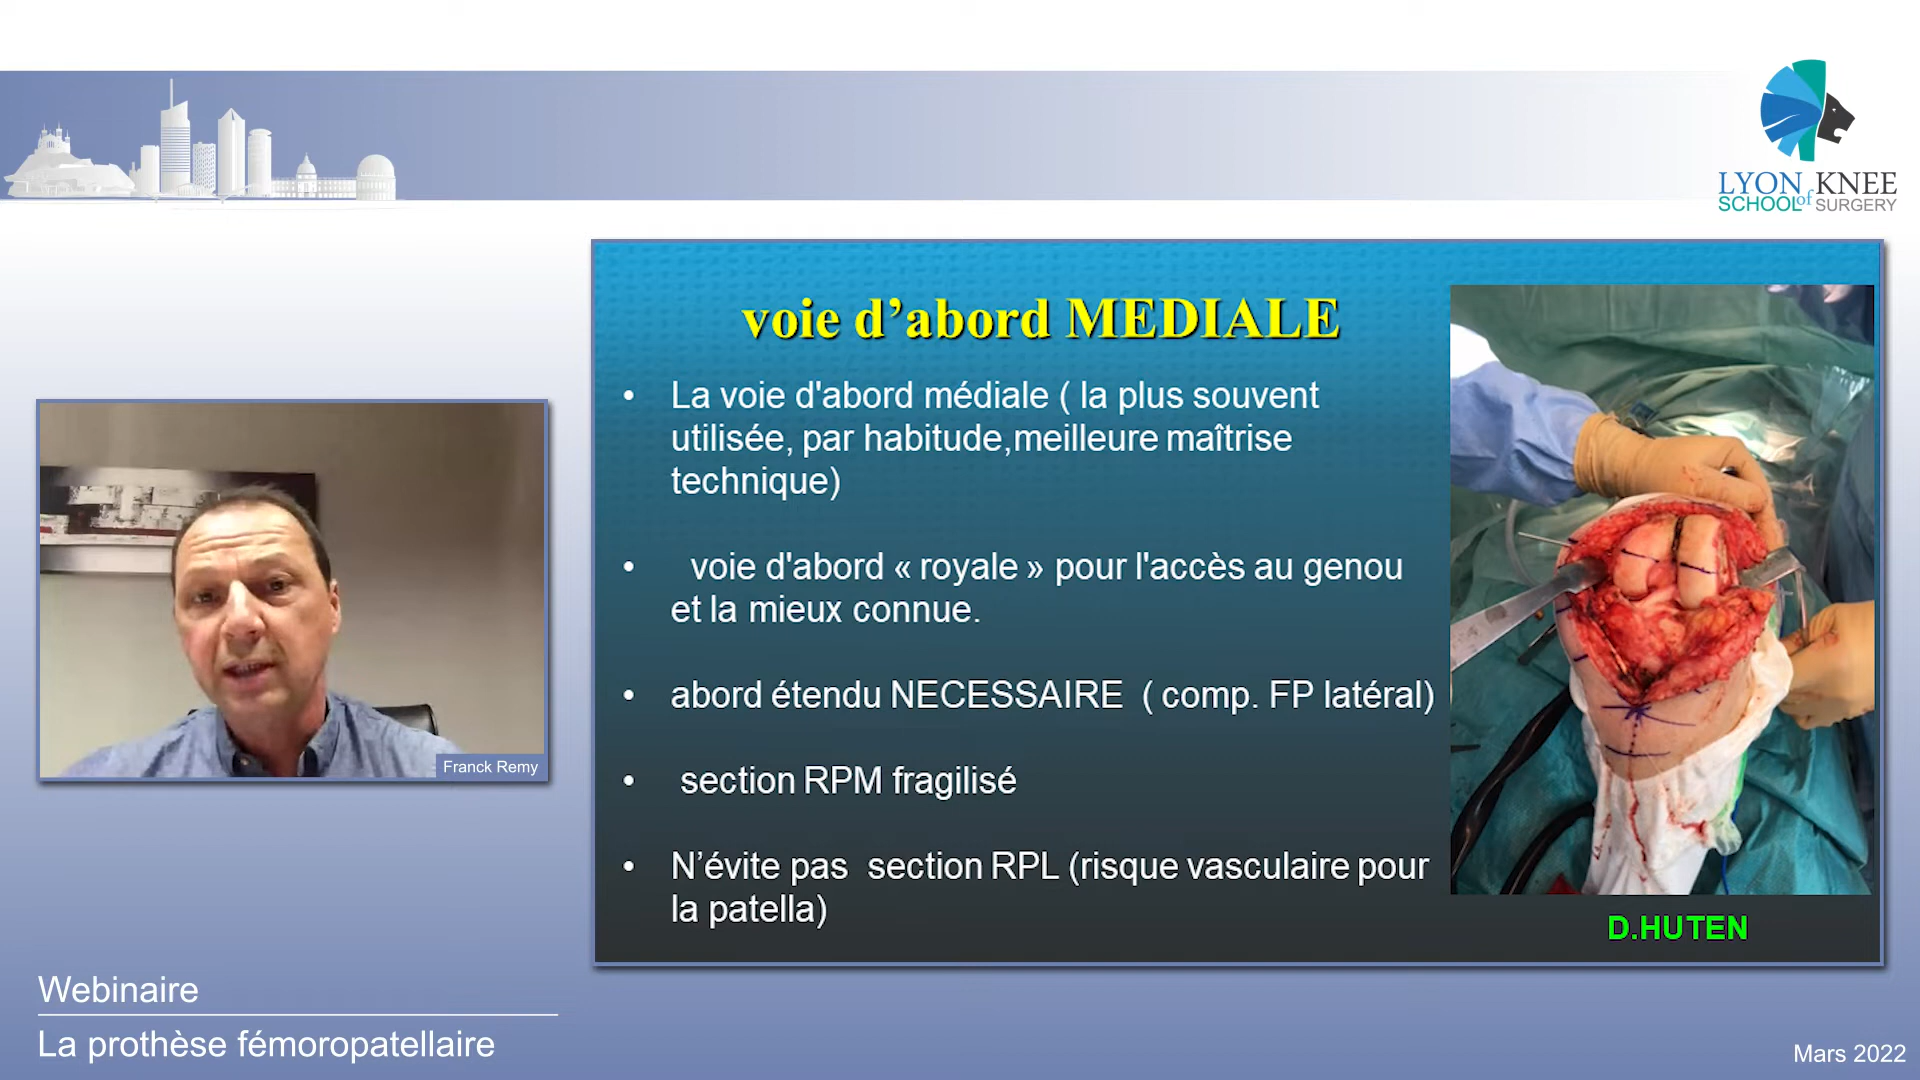 LYON of KNEE
SCHOOL SURGERY
voie d’abord MEDIALE
• La voie d'abord médiale ( la plus souvent
utilisée, par habitude,meilleure maîtrise
technique)
• voie d'abord « royale » pour l'accès au genou
et la mieux connue.
• abord étendu NECESSAIRE ( comp. FP latéral)
• section RPM fragilisé
• N’évite pas section RPL (risque vasculaire pour
la patella)
D.HUTEN
Franck Remy
Webinaire
La prothèse fémoropatellaire
Mars 2022